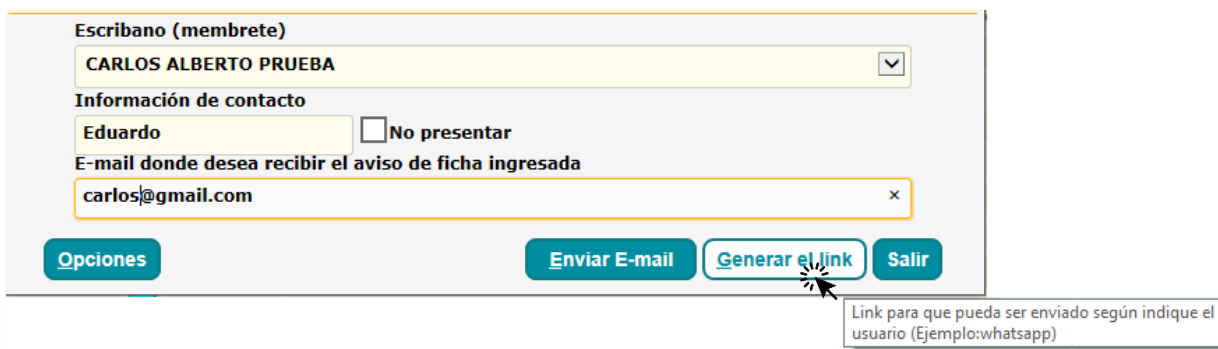 Escribano (membrete)
CARLOS ALBERTO PRUEBA
Información de contacto
Eduardo
No presentar
E-mail donde desea recibir el aviso de ficha ingresada
carlos@gmail.com
×
Opciones
Enviar E-mail
Generar el link
Salir
Link para que pueda ser enviado según indique el
usuario (Ejemplo:whatsapp)